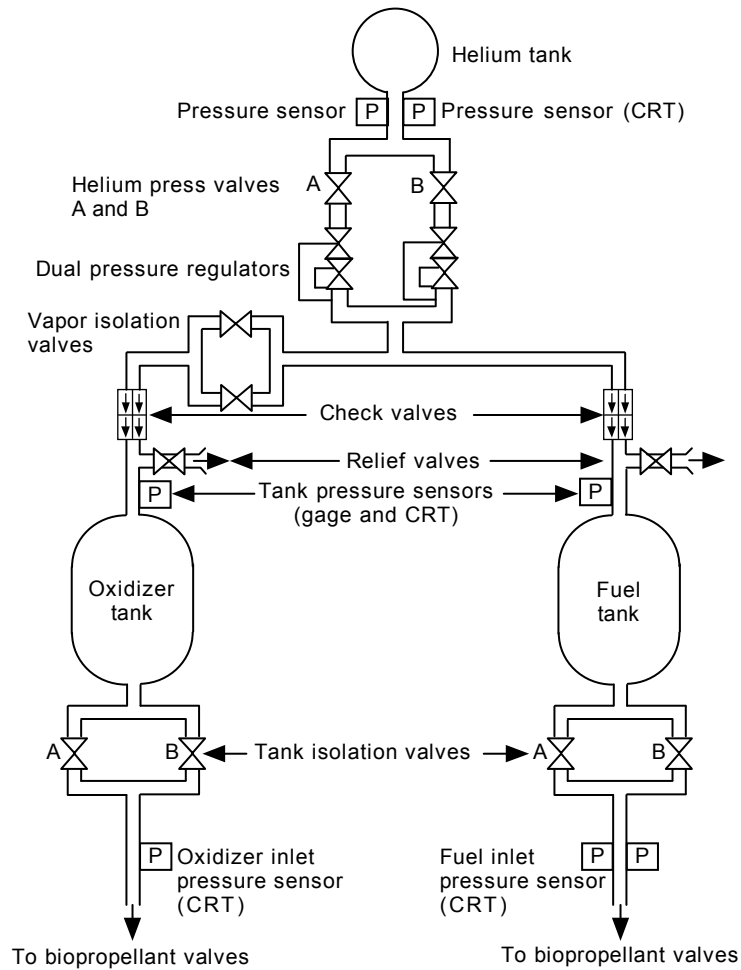 Helium tank
Pressure sensor P P Pressure sensor (CRT)
Helium press valves
A and B
A B
Dual pressure regulators
Vapor isolation
valves
Check valves
Relief valves
P Tank pressure sensors P
(gage and CRT)
Oxidizer
tank
Fuel
tank
A B Tank isolation valves A B
P Oxidizer inlet
pressure sensor
(CRT)
Fuel inlet P P
pressure sensor
(CRT)
To biopropellant valves
To biopropellant valves